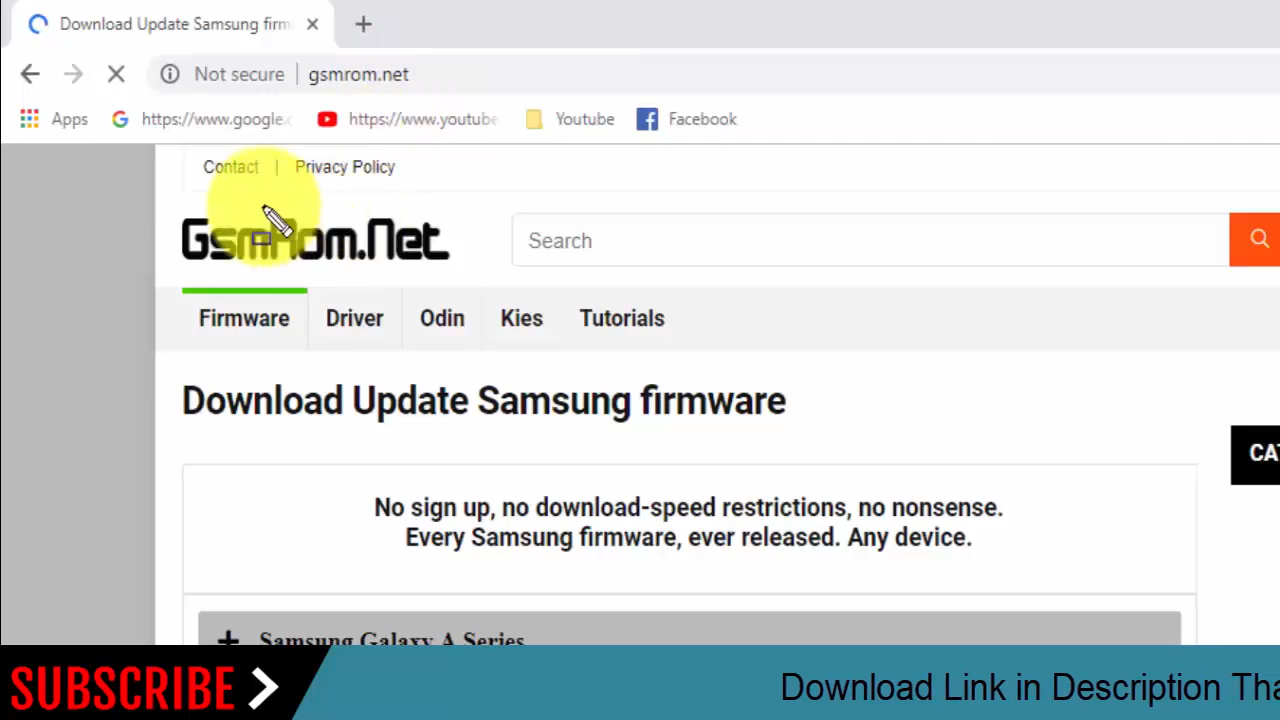 Download Update Samsung firm
Not secure | gsmrom.net
Apps https://www.google.c https://www.youtube Youtube Facebook
Contact | Privacy Policy
GsmRom.Net
Search
Firmware Driver Odin Kies Tutorials
Download Update Samsung firmware
CA
No sign up, no download-speed restrictions, no nonsense.
Every Samsung firmware, ever released. Any device.
+ Samsung Galaxy A Series
SUBSCRIBE
Download Link in Description Tha